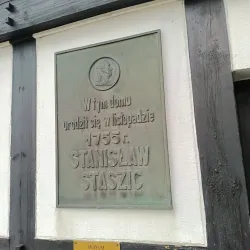 W tym domu
urodził się w listopadzie
1755 r.
STANISŁAW
STASZIC